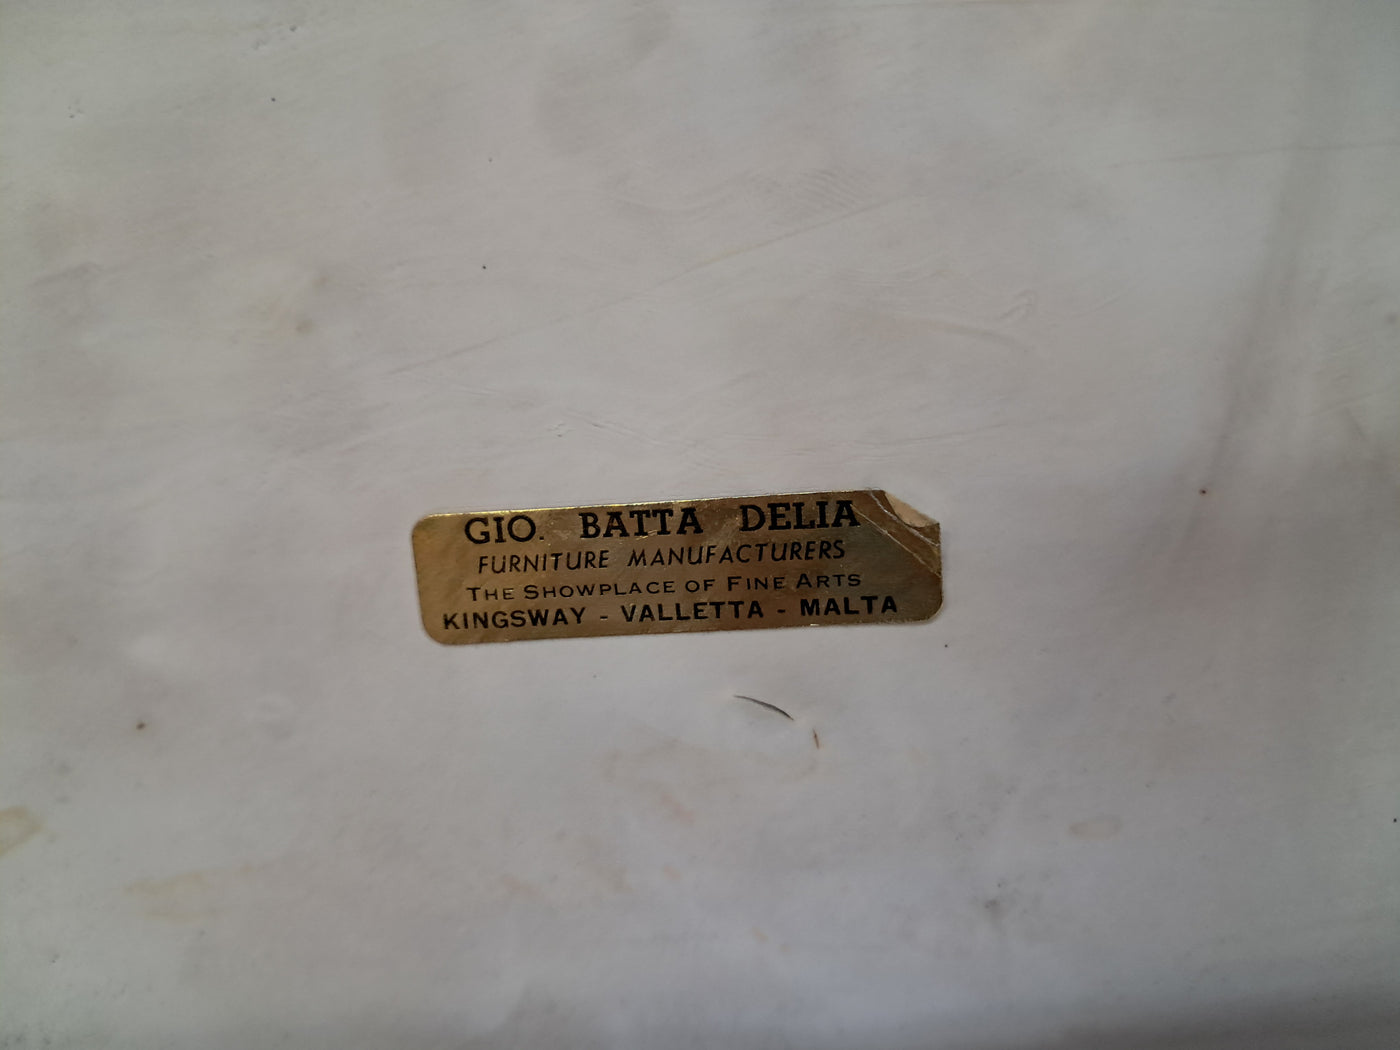 GIO. BATTA DELIA
FURNITURE MANUFACTURERS
THE SHOWPLACE OF FINE ARTS
KINGSWAY - VALLETTA - MALTA